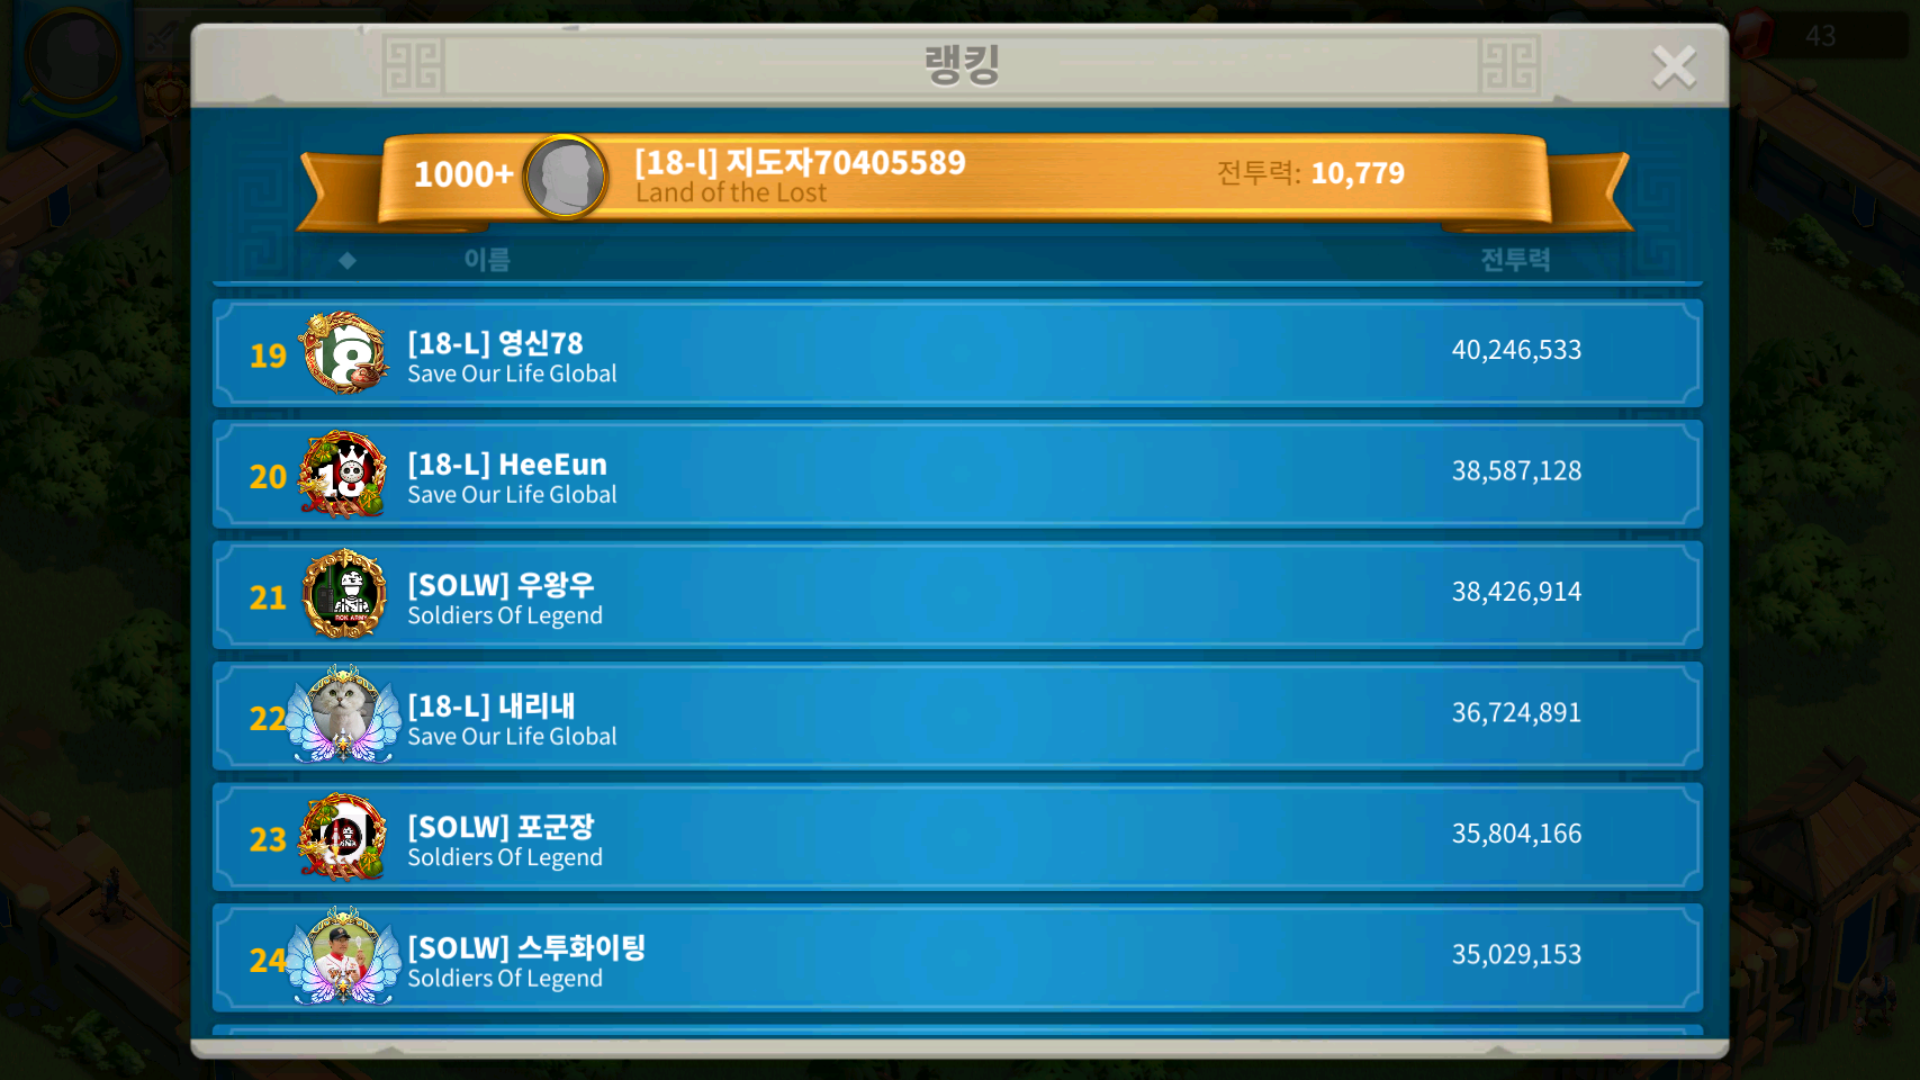 43
랭킹
1000+
[18-l] 지도자70405589
Land of the Lost
전투력: 10,779
이름
전투력
19
[18-L] 영신78
Save Our Life Global
40,246,533
20
[18-L] HeeEun
Save Our Life Global
38,587,128
21
[SOLW] 우왕우
Soldiers Of Legend
38,426,914
22
[18-L] 내리내
Save Our Life Global
36,724,891
23
[SOLW] 포군장
Soldiers Of Legend
35,804,166
24
[SOLW] 스투화이팅
Soldiers Of Legend
35,029,153